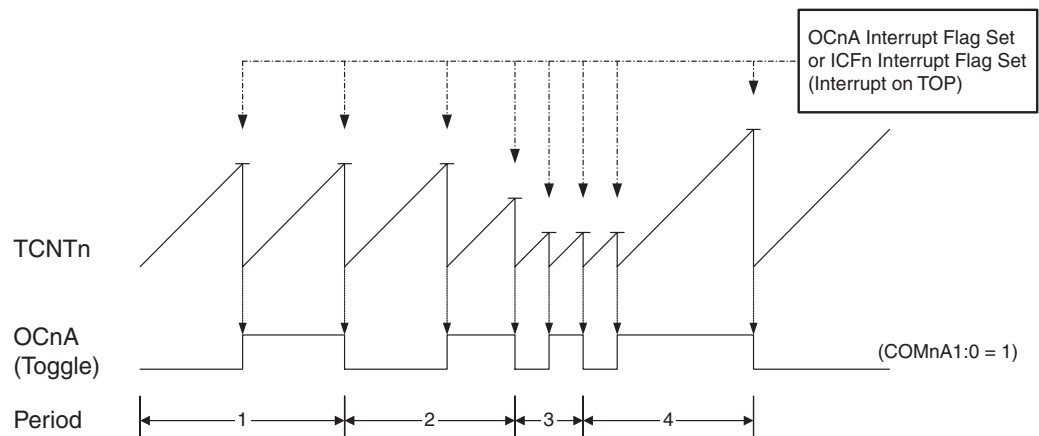 OCnA Interrupt Flag Set
or ICFn Interrupt Flag Set
(Interrupt on TOP)
TCNTn
OCnA
(Toggle)
(COMnA1:0 = 1)
Period
1
2
3
4